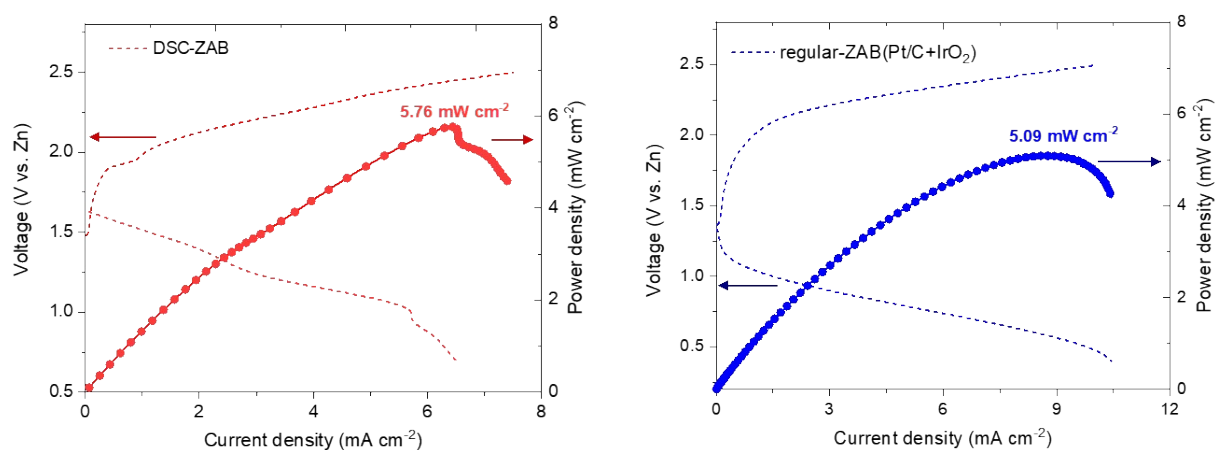 DSC-ZAB
5.76 mW cm⁻²
Voltage (V vs. Zn)
2.5
2.0
1.5
1.0
0.5
0 2 4 6 8
Current density (mA cm⁻²)
8
6
4
2
0
Power density (mW cm⁻²)
regular-ZAB(Pt/C+IrO₂)
5.09 mW cm⁻²
Voltage (V vs. Zn)
2.5
2.0
1.5
1.0
0.5
0 3 6 9 12
Current density (mA cm⁻²)
8
6
4
2
0
Power density (mW cm⁻²)